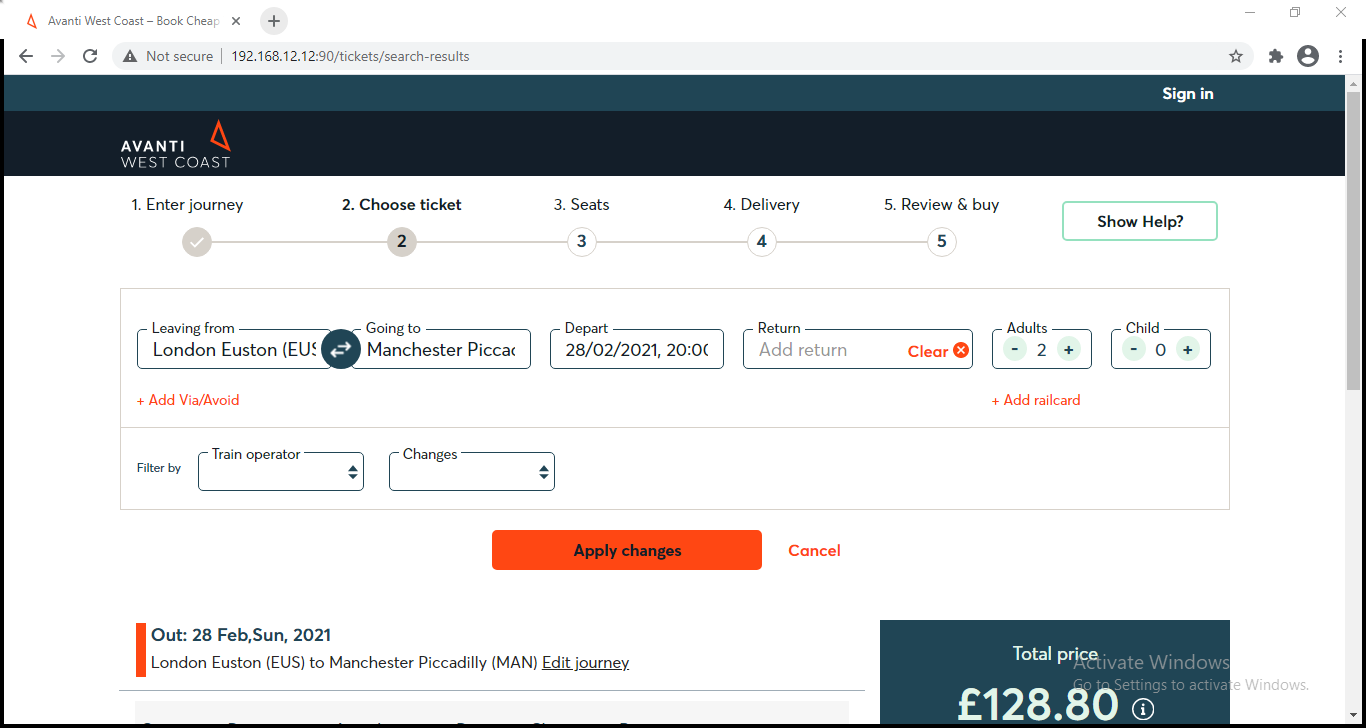 Avanti West Coast – Book Cheap
Not secure
192.168.12.12:90/tickets/search-results
Sign in
AVANTI
WEST COAST
1. Enter journey
2. Choose ticket
3. Seats
4. Delivery
5. Review & buy
2
3
4
5
Show Help?
Leaving from
Going to
Depart
Return
Adults
Child
London Euston (EUS
Manchester Piccac
28/02/2021, 20:0(
Add return
Clear
- 2 +
- 0 +
+ Add Via/Avoid
+ Add railcard
Filter by
Train operator
Changes
Apply changes
Cancel
Out: 28 Feb,Sun, 2021
London Euston (EUS) to Manchester Piccadilly (MAN) Edit journey
Total price
£128.80
Activate Windows
Go to Settings to activate Windows.